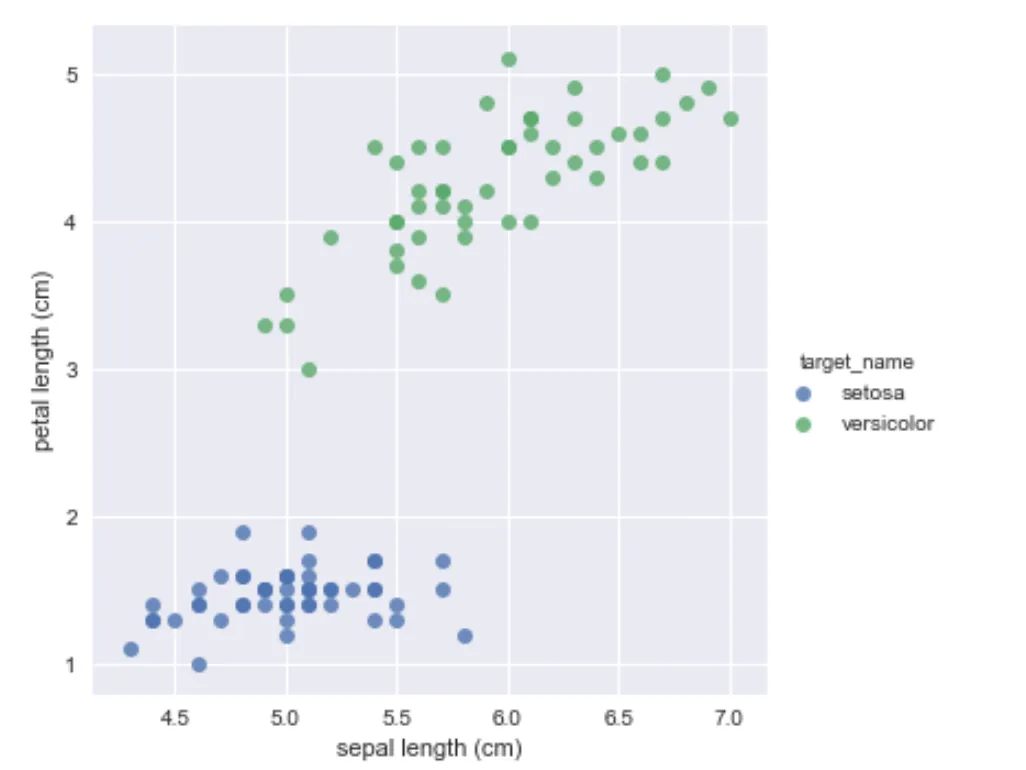 5
4
3
2
1
petal length (cm)
4.5 5.0 5.5 6.0 6.5 7.0
sepal length (cm)
target_name
setosa
versicolor